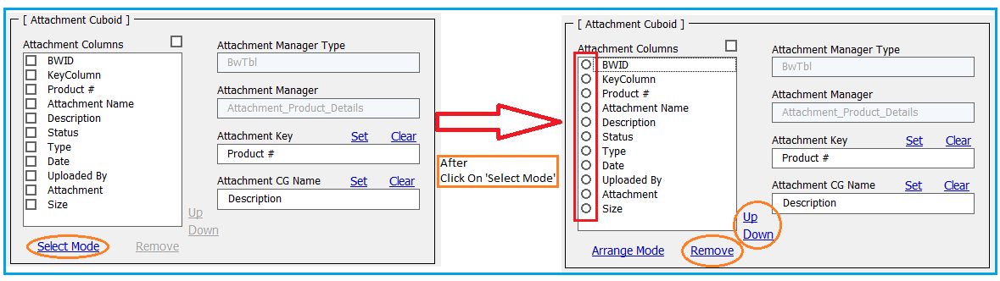 [ Attachment Cuboid ]
Attachment Columns
BWID
KeyColumn
Product #
Attachment Name
Description
Status
Type
Date
Uploaded By
Attachment
Size
Attachment Manager Type
BwTbl
Attachment Manager
Attachment_Product_Details
Attachment Key Set Clear
Product #
Attachment CG Name Set Clear
Description
Up
Down
Select Mode Remove
After
Click On 'Select Mode'
[ Attachment Cuboid ]
Attachment Columns
BWID
KeyColumn
Product #
Attachment Name
Description
Status
Type
Date
Uploaded By
Attachment
Size
Attachment Manager Type
BwTbl
Attachment Manager
Attachment_Product_Details
Attachment Key Set Clear
Product #
Attachment CG Name Set Clear
Description
Up
Down
Arrange Mode Remove